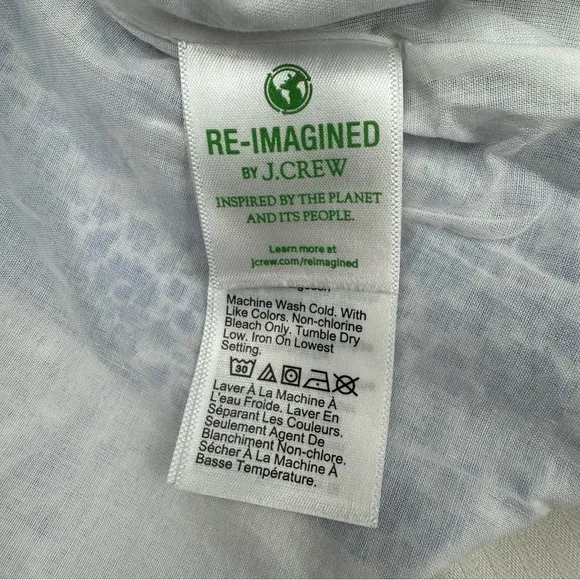 RE-IMAGINED
BY J.CREW
INSPIRED BY THE PLANET
AND ITS PEOPLE.
Learn more at
jcrew.com/reimagined
Machine Wash Cold. With
Like Colors. Non-chlorine
Bleach Only. Tumble Dry
Low. Iron On Lowest
Setting.
30
Laver À La Machine À
L'eau Froide. Laver En
Séparant Les Couleurs.
Seulement Agent De
Blanchiment Non-chlore.
Sécher À La Machine À
Basse Température.